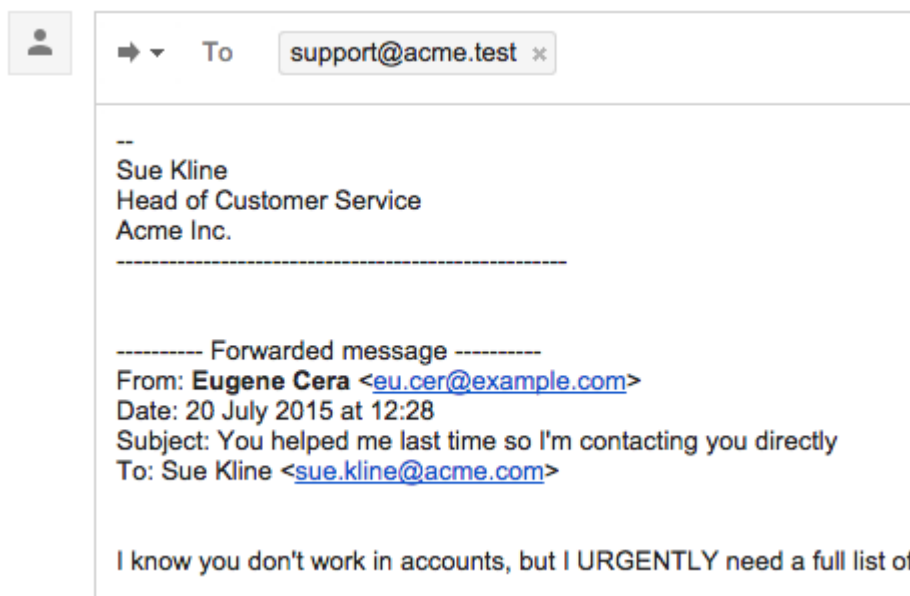 To support@acme.test ×
--
Sue Kline
Head of Customer Service
Acme Inc.
----------------------------------------------------
---------- Forwarded message ----------
From: Eugene Cera <eu.cer@example.com>
Date: 20 July 2015 at 12:28
Subject: You helped me last time so I'm contacting you directly
To: Sue Kline <sue.kline@acme.com>
I know you don't work in accounts, but I URGENTLY need a full list of